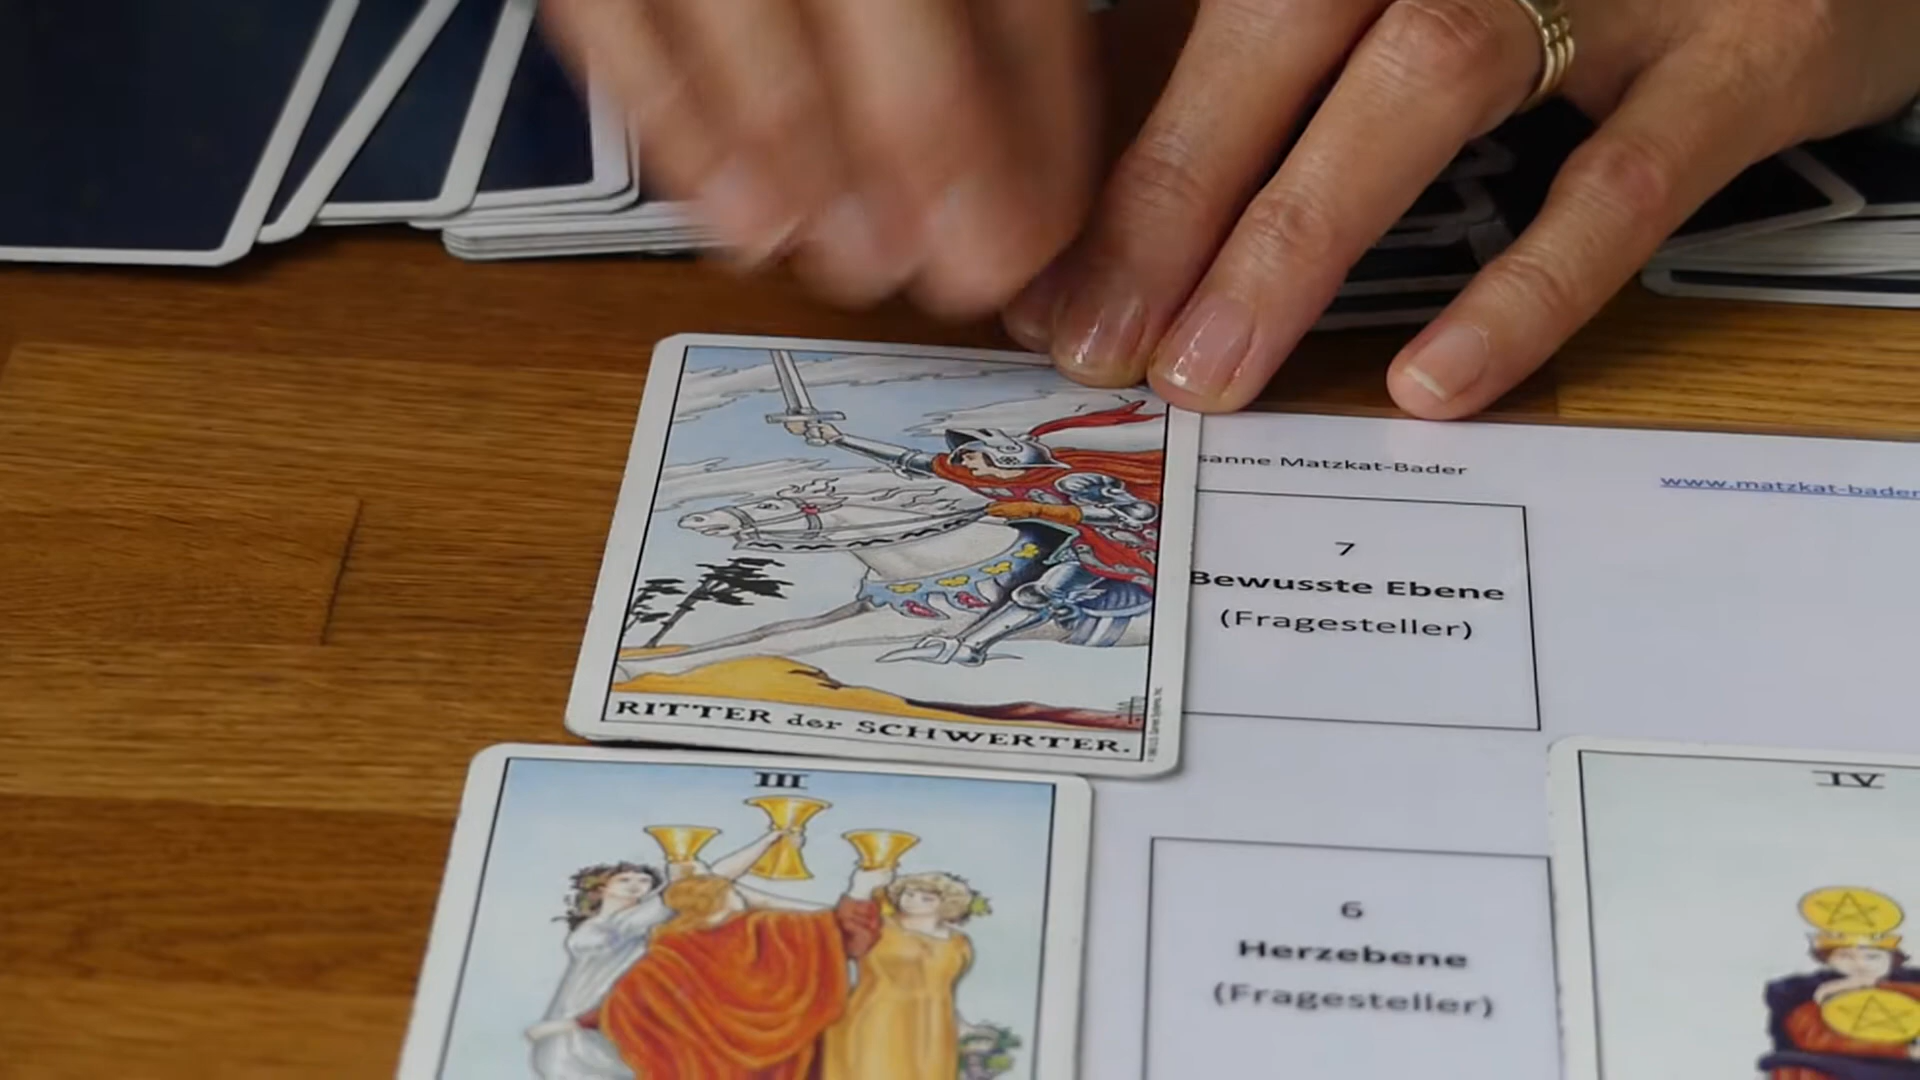 sanne Matzkat-Bader
www.matzkat-bader
7
Bewusste Ebene
(Fragesteller)
RITTER der SCHWERTER.
III
IV
6
Herzebene
(Fragesteller)